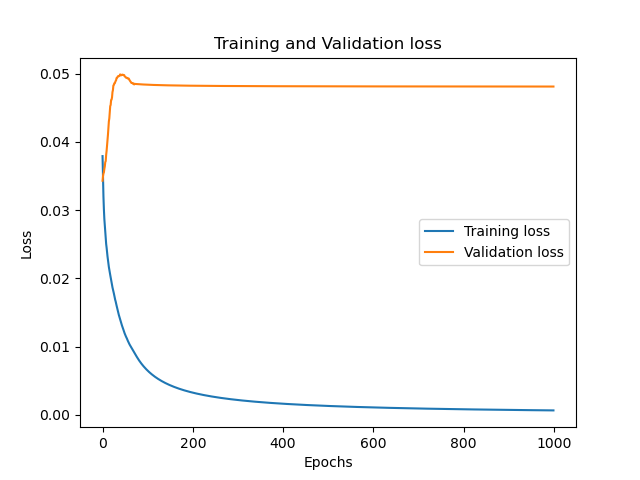 Training and Validation loss
0.05
0.04
0.03
0.02
0.01
0.00
Loss
Training loss
Validation loss
0 200 400 600 800 1000
Epochs